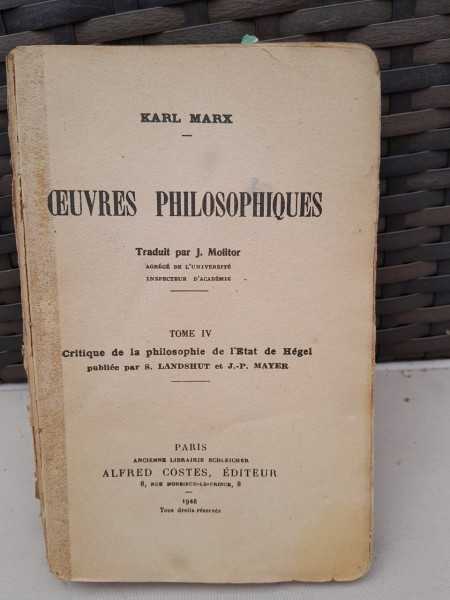 KARL MARX
ŒUVRES PHILOSOPHIQUES
Traduit par J. Molitor
AGRÉGÉ DE L'UNIVERSITÉ
INSPECTEUR D'ACADÉMIE
TOME IV
Critique de la philosophie de l'Etat de Hégel
publiée par S. LANDSHUT et J.-P. MAYER
PARIS
ANCIENNE LIBRAIRIE SCHLEICHER
ALFRED COSTES, ÉDITEUR
8, RUE MONSIEUR-LE-PRINCE, 8
1948
Tous droits réservés